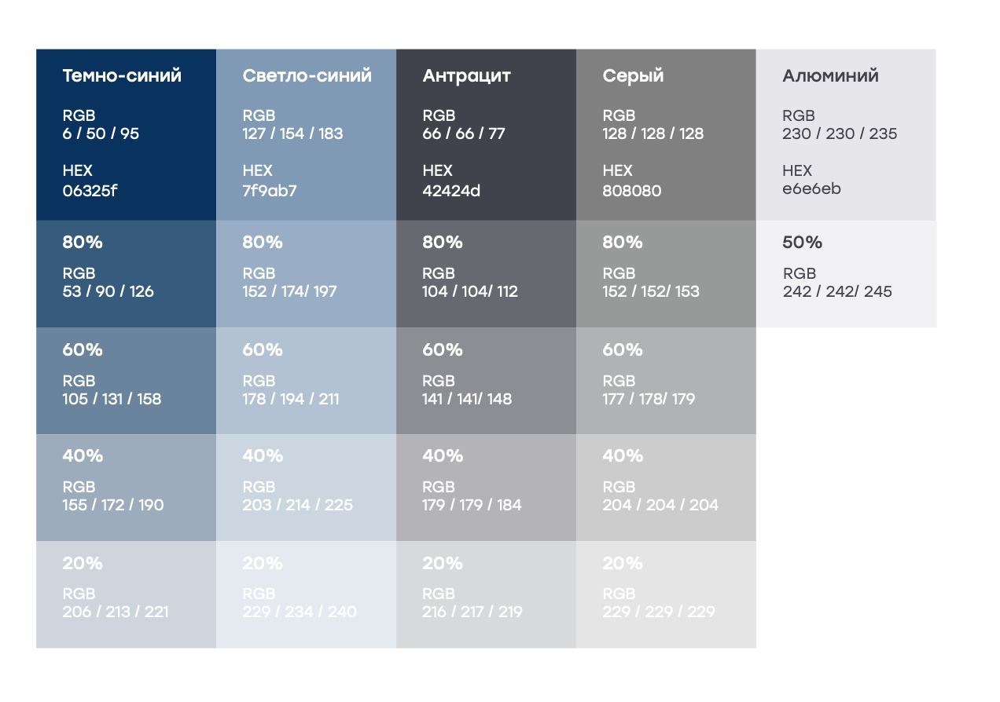 Темно-синий
RGB
6 / 50 / 95
HEX
06325f
80%
RGB
53 / 90 / 126
60%
RGB
105 / 131 / 158
40%
RGB
155 / 172 / 190
20%
RGB
206 / 213 / 221
Светло-синий
RGB
127 / 154 / 183
HEX
7f9ab7
80%
RGB
152 / 174/ 197
60%
RGB
178 / 194 / 211
40%
RGB
203 / 214 / 225
20%
RGB
229 / 234 / 240
Антрацит
RGB
66 / 66 / 77
HEX
42424d
80%
RGB
104 / 104/ 112
60%
RGB
141 / 141/ 148
40%
RGB
179 / 179 / 184
20%
RGB
216 / 217 / 219
Серый
RGB
128 / 128 / 128
HEX
808080
80%
RGB
152 / 152/ 153
60%
RGB
177 / 178/ 179
40%
RGB
204 / 204 / 204
20%
RGB
229 / 229 / 229
Алюминий
RGB
230 / 230 / 235
HEX
e6e6eb
50%
RGB
242 / 242/ 245